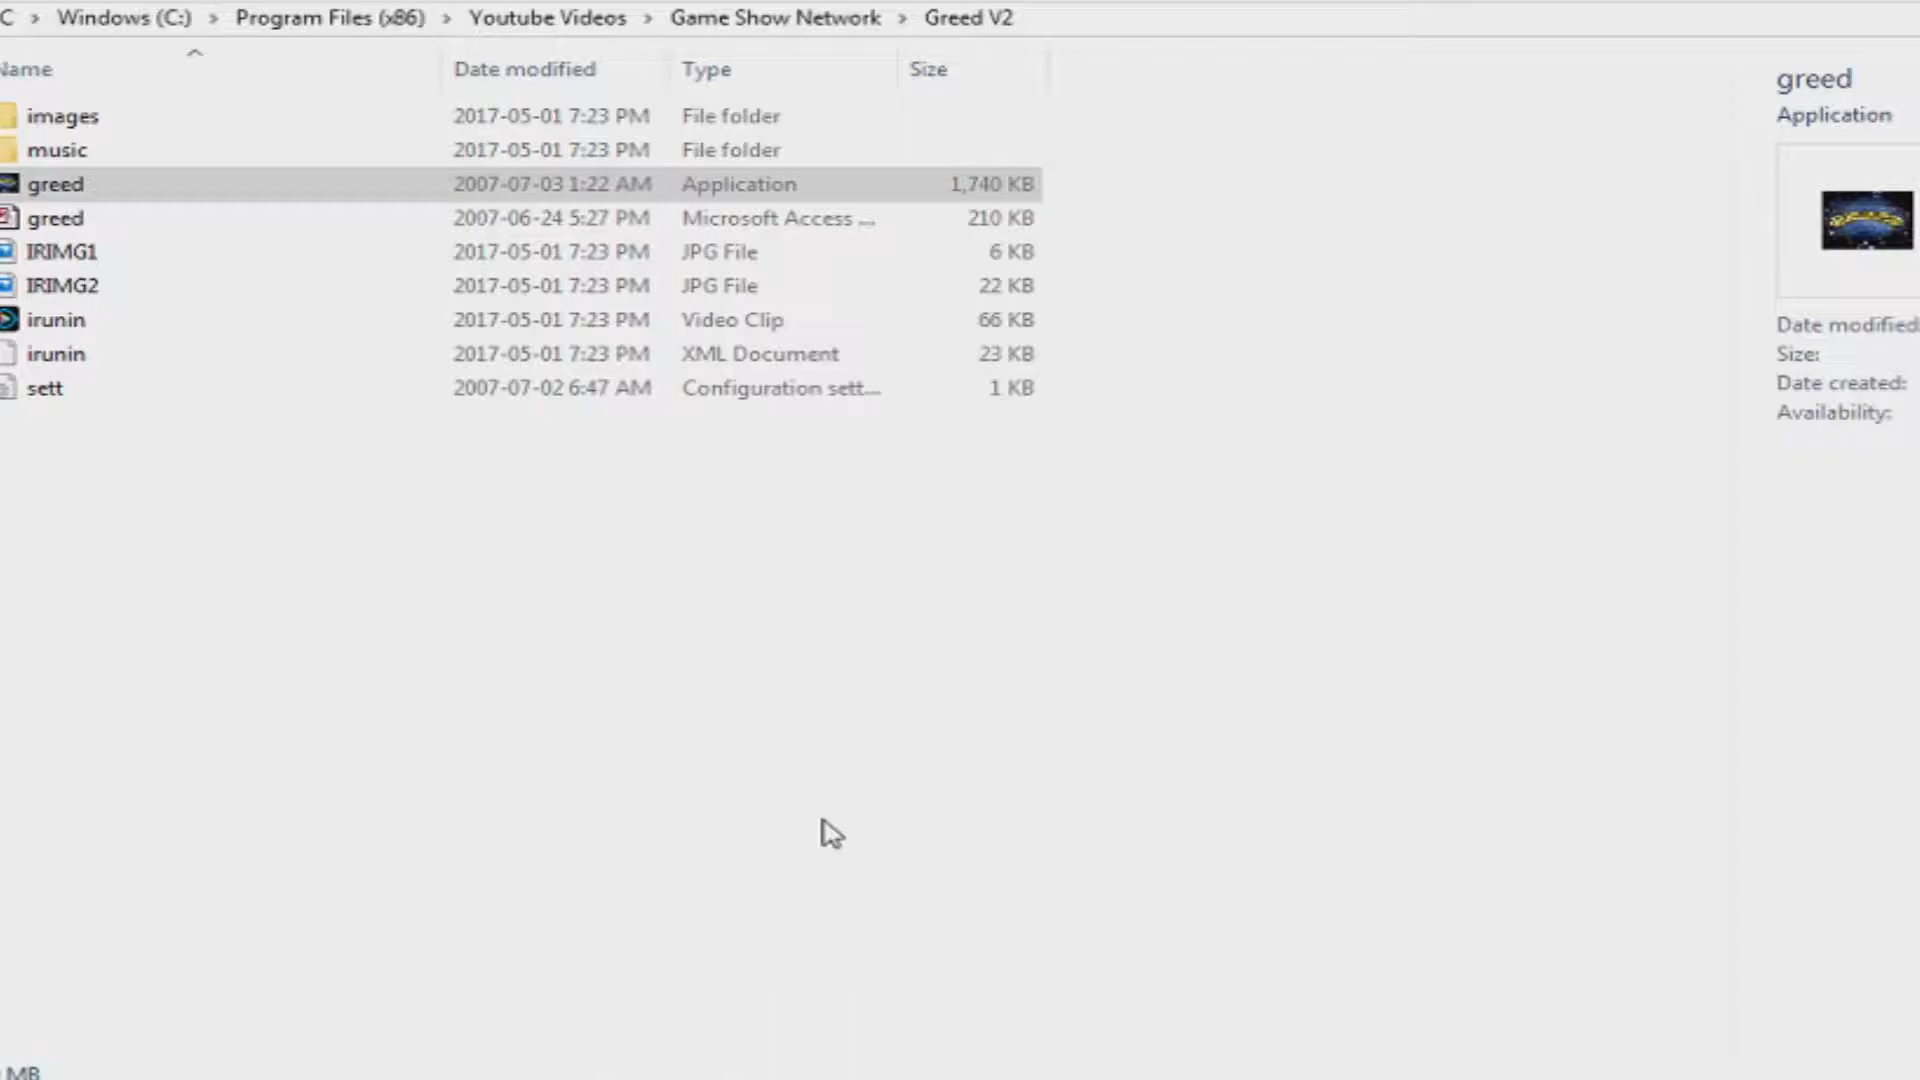 C > Windows (C:) > Program Files (x86) > Youtube Videos > Game Show Network > Greed V2
Name Date modified Type Size
images 2017-05-01 7:23 PM File folder
music 2017-05-01 7:23 PM File folder
greed 2007-07-03 1:22 AM Application 1,740 KB
greed 2007-06-24 5:27 PM Microsoft Access ... 210 KB
IRIMG1 2017-05-01 7:23 PM JPG File 6 KB
IRIMG2 2017-05-01 7:23 PM JPG File 22 KB
irunin 2017-05-01 7:23 PM Video Clip 66 KB
irunin 2017-05-01 7:23 PM XML Document 23 KB
sett 2007-07-02 6:47 AM Configuration sett... 1 KB
greed
Application
Date modified:
Size:
Date created:
Availability:
MB